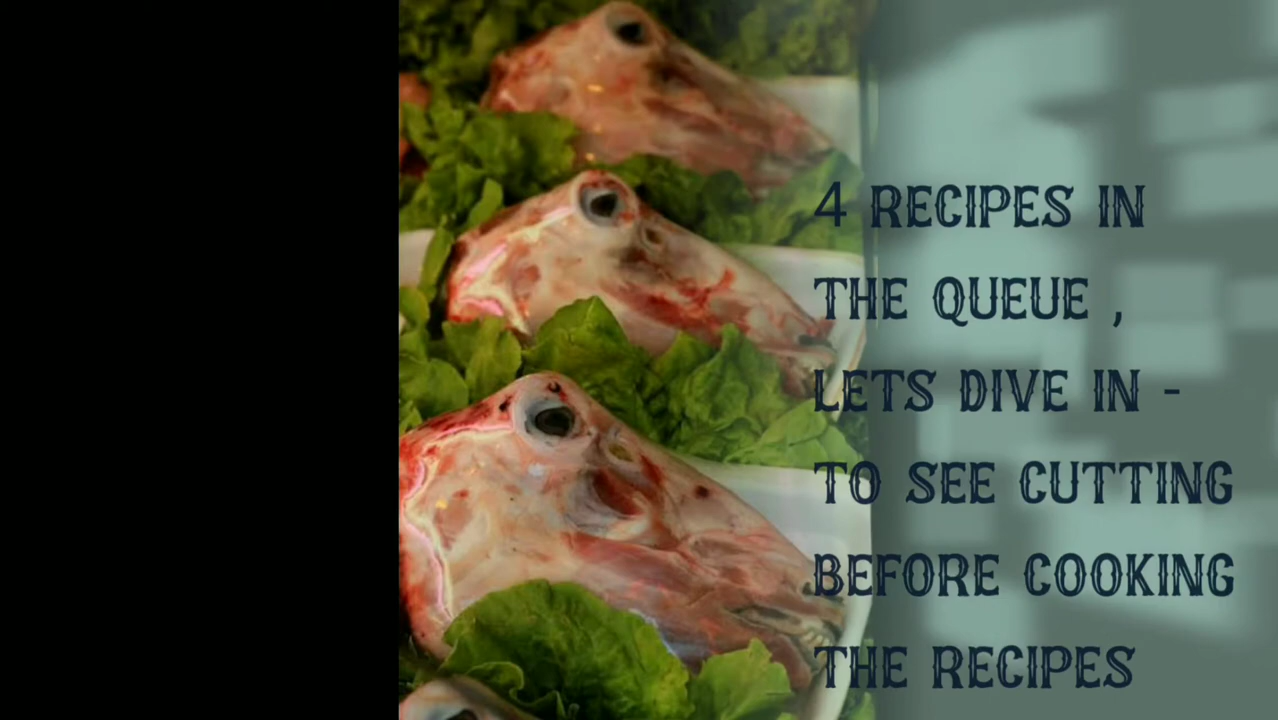 4 RECIPES IN
THE QUEUE ,
LETS DIVE IN -
TO SEE CUTTING
BEFORE COOKING
THE RECIPES